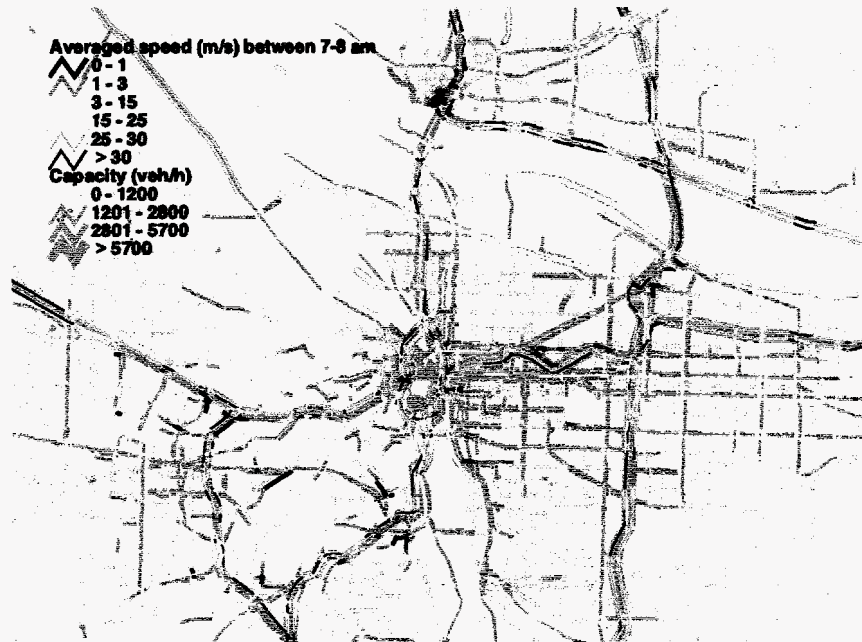 Averaged speed (m/s) between 7-8 am
0 - 1
1 - 3
3 - 15
15 - 25
25 - 30
> 30
Capacity (veh/h)
0 - 1200
1201 - 2800
2801 - 5700
> 5700